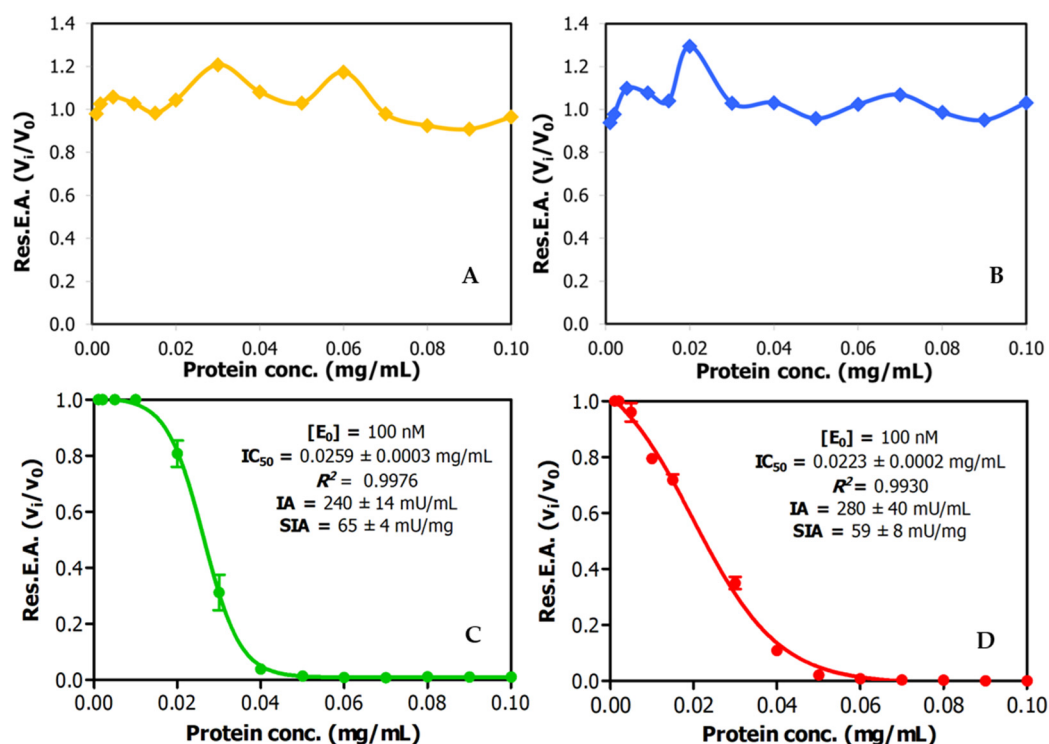 1.4
1.2
1.0
0.8
0.6
0.4
0.2
0.0
Res.E.A. (Vi/V0)
A
0.00 0.02 0.04 0.06 0.08 0.10
Protein conc. (mg/mL)
1.4
1.2
1.0
0.8
0.6
0.4
0.2
0.0
Res.E.A. (Vi/V0)
B
0.00 0.02 0.04 0.06 0.08 0.10
Protein conc. (mg/mL)
1.0
0.8
0.6
0.4
0.2
0.0
Res.E.A. (vi/v0)
[E0] = 100 nM
IC50 = 0.0259 ± 0.0003 mg/mL
R2 = 0.9976
IA = 240 ± 14 mU/mL
SIA = 65 ± 4 mU/mg
C
0.00 0.02 0.04 0.06 0.08 0.10
Protein conc. (mg/mL)
1.0
0.8
0.6
0.4
0.2
0.0
Res.E.A. (vi/v0)
[E0] = 100 nM
IC50 = 0.0223 ± 0.0002 mg/mL
R2 = 0.9930
IA = 280 ± 40 mU/mL
SIA = 59 ± 8 mU/mg
D
0.00 0.02 0.04 0.06 0.08 0.10
Protein conc. (mg/mL)